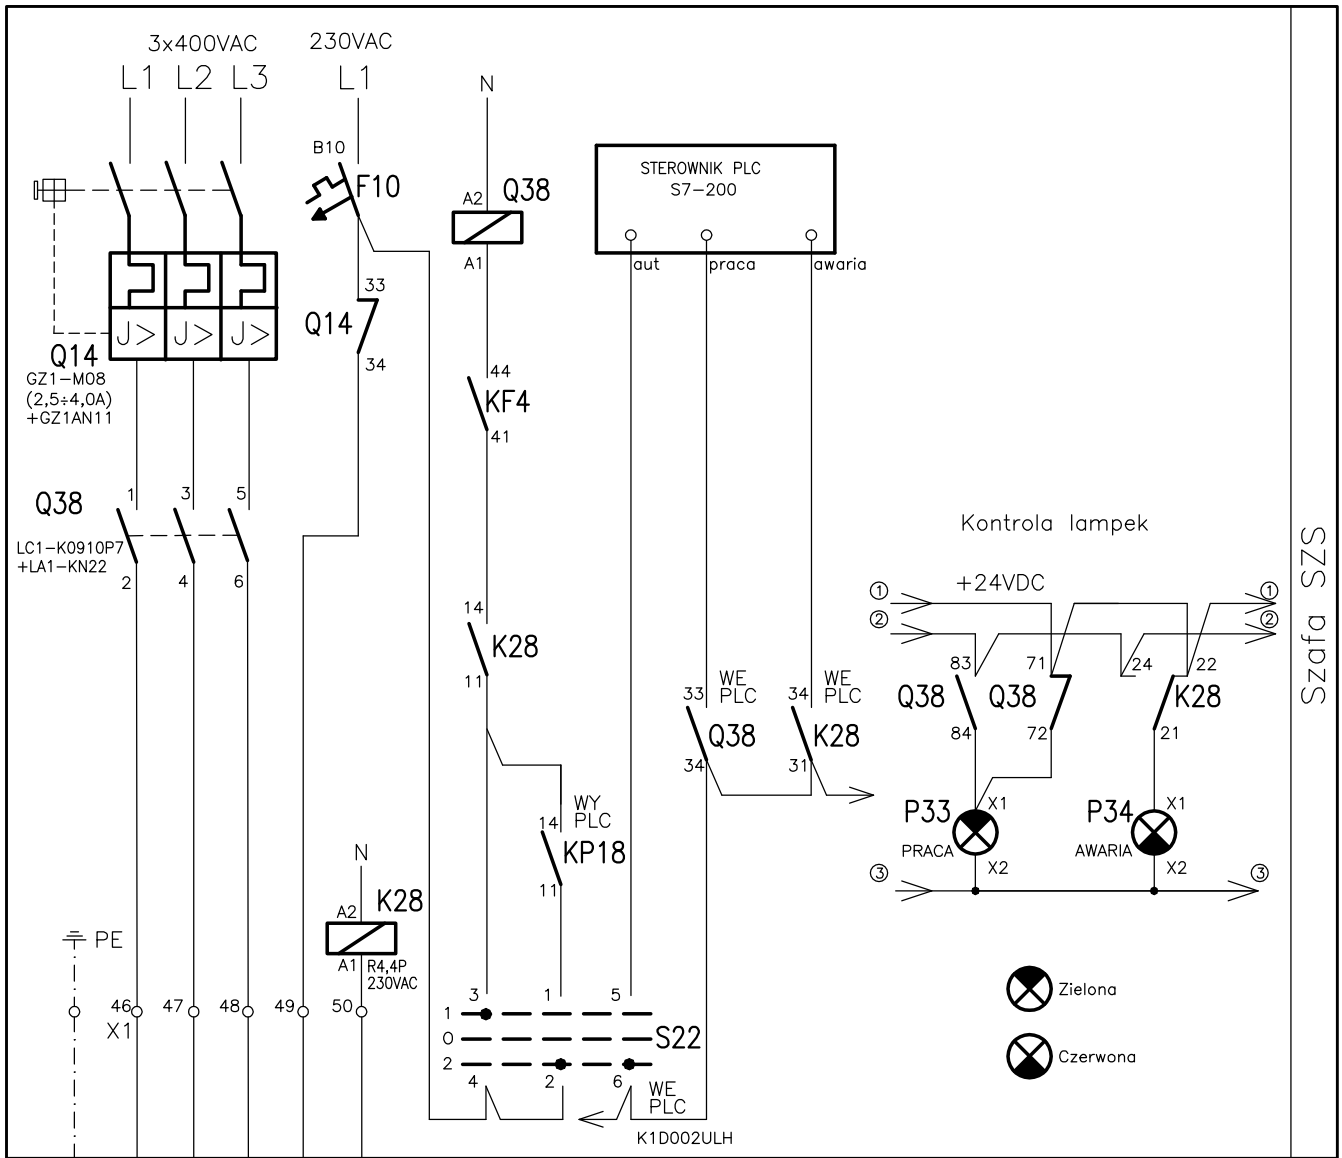 3x400VAC
230VAC
L1 L2 L3
L1
N
B10
F10
A2
Q38
A1
STEROWNIK PLC
S7-200
aut
praca
awaria
33
Q14
34
J>
J>
J>
Q14
GZ1-M08
(2,5÷4,0A)
+GZ1AN11
44
KF4
41
Q38
1
3
5
LC1-K0910P7
+LA1-KN22
2
4
6
14
K28
11
Kontrola lampek
+24VDC
1
1
2
2
83
71
24
22
Q38
Q38
K28
84
72
21
33
WE
PLC
Q38
34
34
WE
PLC
K28
31
WY
PLC
14
KP18
11
P33
X1
PRACA
X2
P34
X1
AWARIA
X2
3
3
N
A2
K28
A1
R4,4P
230VAC
PE
46
47
48
49
50
X1
3
1
5
1
0
2
S22
4
2
6
WE
PLC
K1D002ULH
Zielona
Czerwona
Szafa SZS